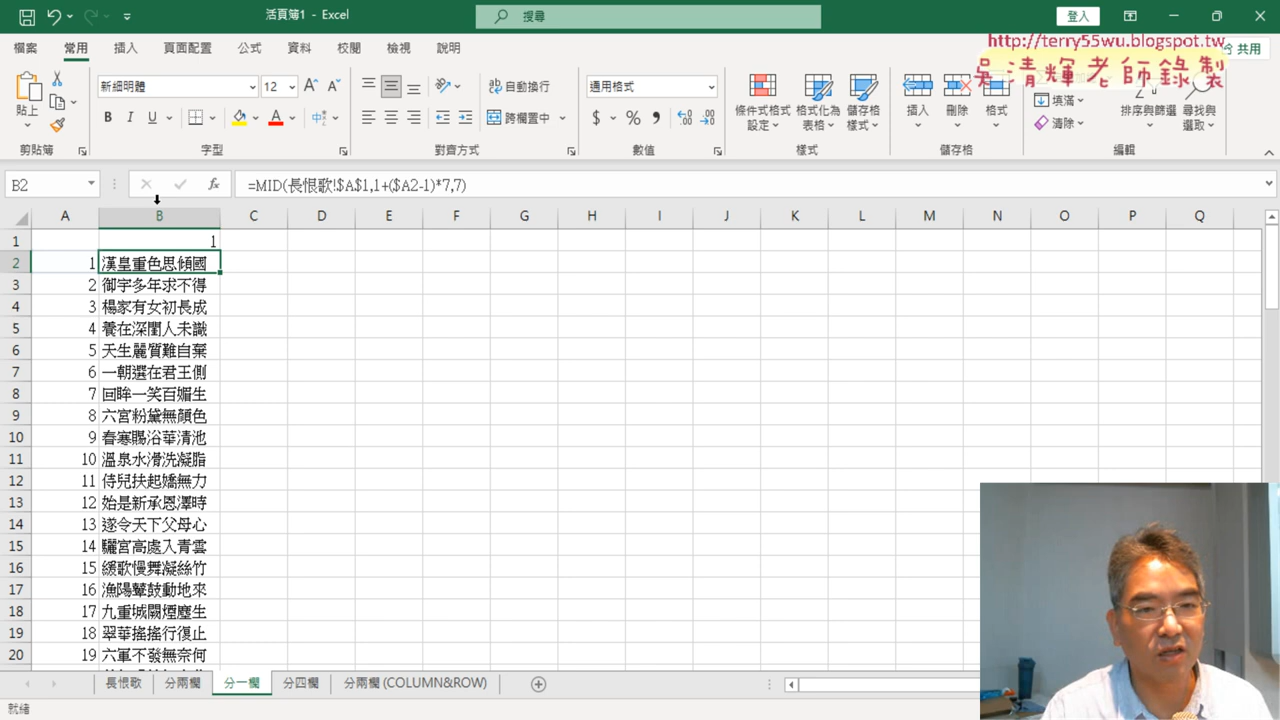 活頁簿1 - Excel
搜尋
登入
檔案 常用 插入 頁面配置 公式 資料 校閱 檢視 說明
共用
http://terry55wu.blogspot.tw
吳清輝老師錄製
貼上
新細明體 12
B I U
中
自動換行
跨欄置中
通用格式
$ % ,
條件式格式設定
格式化為表格
儲存格樣式
插入 刪除 格式
填滿
清除
排序與篩選 尋找與選取
剪貼簿 字型 對齊方式 數值 樣式 儲存格 編輯
B2 fx =MID(長恨歌!$A$1,1+($A2-1)*7,7)
A B C D E F G H I J K L M N O P Q
1 1
2 1 漢皇重色思傾國
3 2 御宇多年求不得
4 3 楊家有女初長成
5 4 養在深閨人未識
6 5 天生麗質難自棄
7 6 一朝選在君王側
8 7 回眸一笑百媚生
9 8 六宮粉黛無顏色
10 9 春寒賜浴華清池
11 10 溫泉水滑洗凝脂
12 11 侍兒扶起嬌無力
13 12 始是新承恩澤時
14 13 遂令天下父母心
15 14 驪宮高處入青雲
16 15 緩歌慢舞凝絲竹
17 16 漁陽鼙鼓動地來
18 17 九重城闕煙塵生
19 18 翠華搖搖行復止
20 19 六軍不發無奈何
長恨歌 分兩欄 分一欄 分四欄 分兩欄 (COLUMN&ROW)
就緒